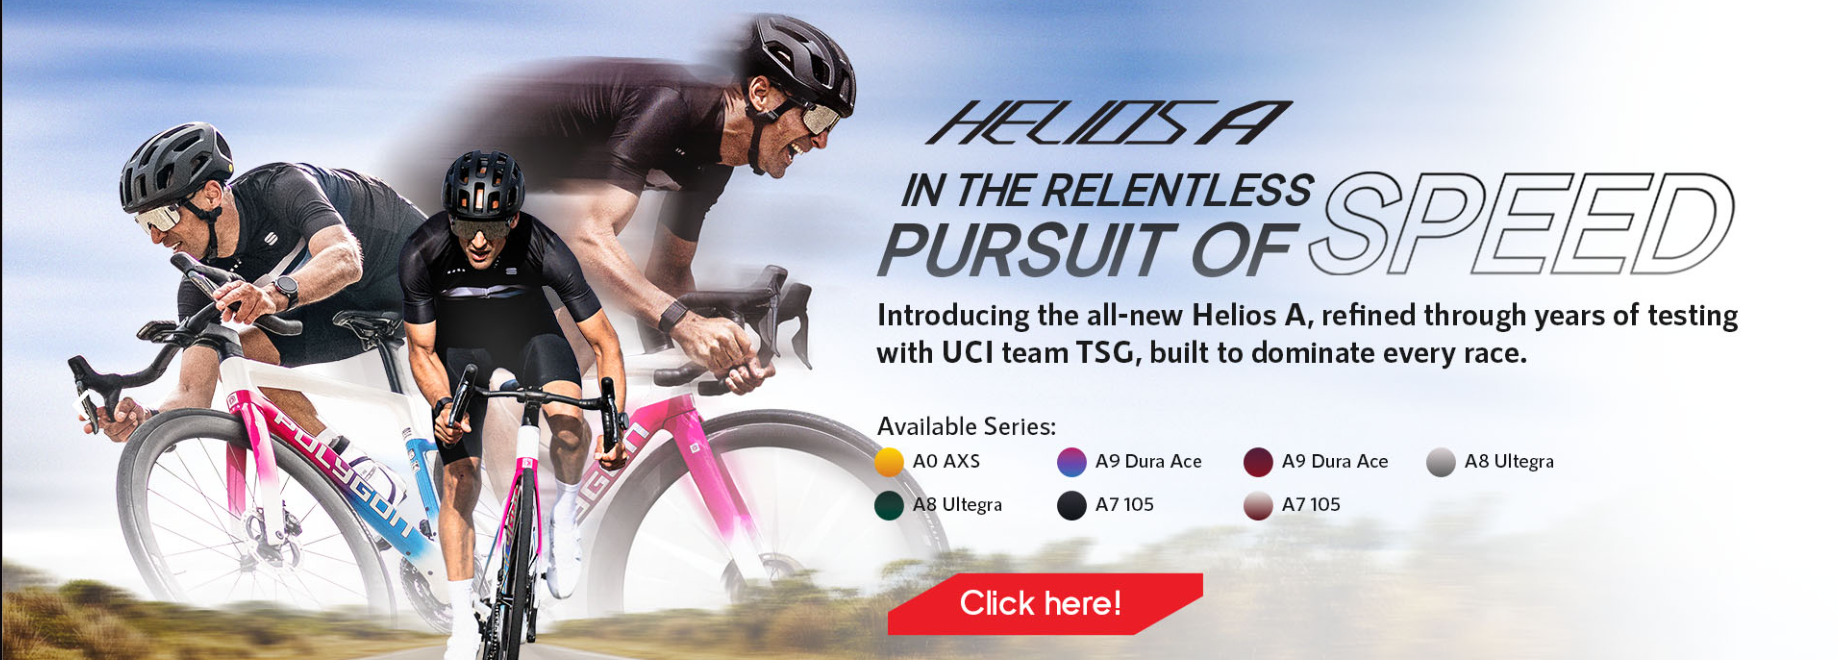 HELIOS A
IN THE RELENTLESS
PURSUIT OF SPEED
Introducing the all-new Helios A, refined through years of testing
with UCI team TSG, built to dominate every race.
Available Series:
A0 AXS A9 Dura Ace A9 Dura Ace A8 Ultegra
A8 Ultegra A7 105 A7 105
Click here!
POLYGON